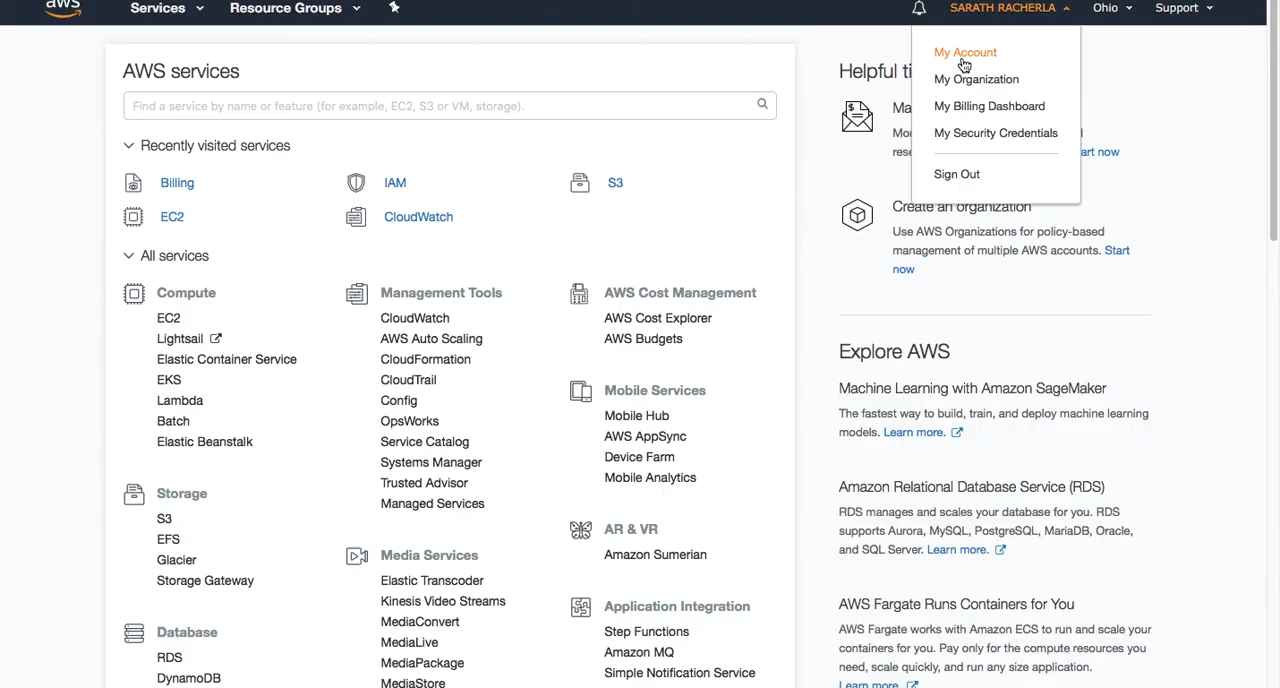 aws
Services
Resource Groups
SARATH RACHERLA
Ohio
Support
My Account
My Organization
My Billing Dashboard
My Security Credentials
Sign Out
AWS services
Find a service by name or feature (for example, EC2, S3 or VM, storage).
Recently visited services
Billing
IAM
S3
EC2
CloudWatch
All services
Compute
EC2
Lightsail
Elastic Container Service
EKS
Lambda
Batch
Elastic Beanstalk
Storage
S3
EFS
Glacier
Storage Gateway
Database
RDS
DynamoDB
Management Tools
CloudWatch
AWS Auto Scaling
CloudFormation
CloudTrail
Config
OpsWorks
Service Catalog
Systems Manager
Trusted Advisor
Managed Services
Media Services
Elastic Transcoder
Kinesis Video Streams
MediaConvert
MediaLive
MediaPackage
MediaStore
AWS Cost Management
AWS Cost Explorer
AWS Budgets
Mobile Services
Mobile Hub
AWS AppSync
Device Farm
Mobile Analytics
AR & VR
Amazon Sumerian
Application Integration
Step Functions
Amazon MQ
Simple Notification Service
Helpful ti
Ma
Mon
rese
art now
Create an organization
Use AWS Organizations for policy-based
management of multiple AWS accounts. Start
now
Explore AWS
Machine Learning with Amazon SageMaker
The fastest way to build, train, and deploy machine learning
models. Learn more.
Amazon Relational Database Service (RDS)
RDS manages and scales your database for you. RDS
supports Aurora, MySQL, PostgreSQL, MariaDB, Oracle,
and SQL Server. Learn more.
AWS Fargate Runs Containers for You
AWS Fargate works with Amazon ECS to run and scale your
containers for you. Pay only for the compute resources you
need, scale quickly, and run any size application.
Learn more.